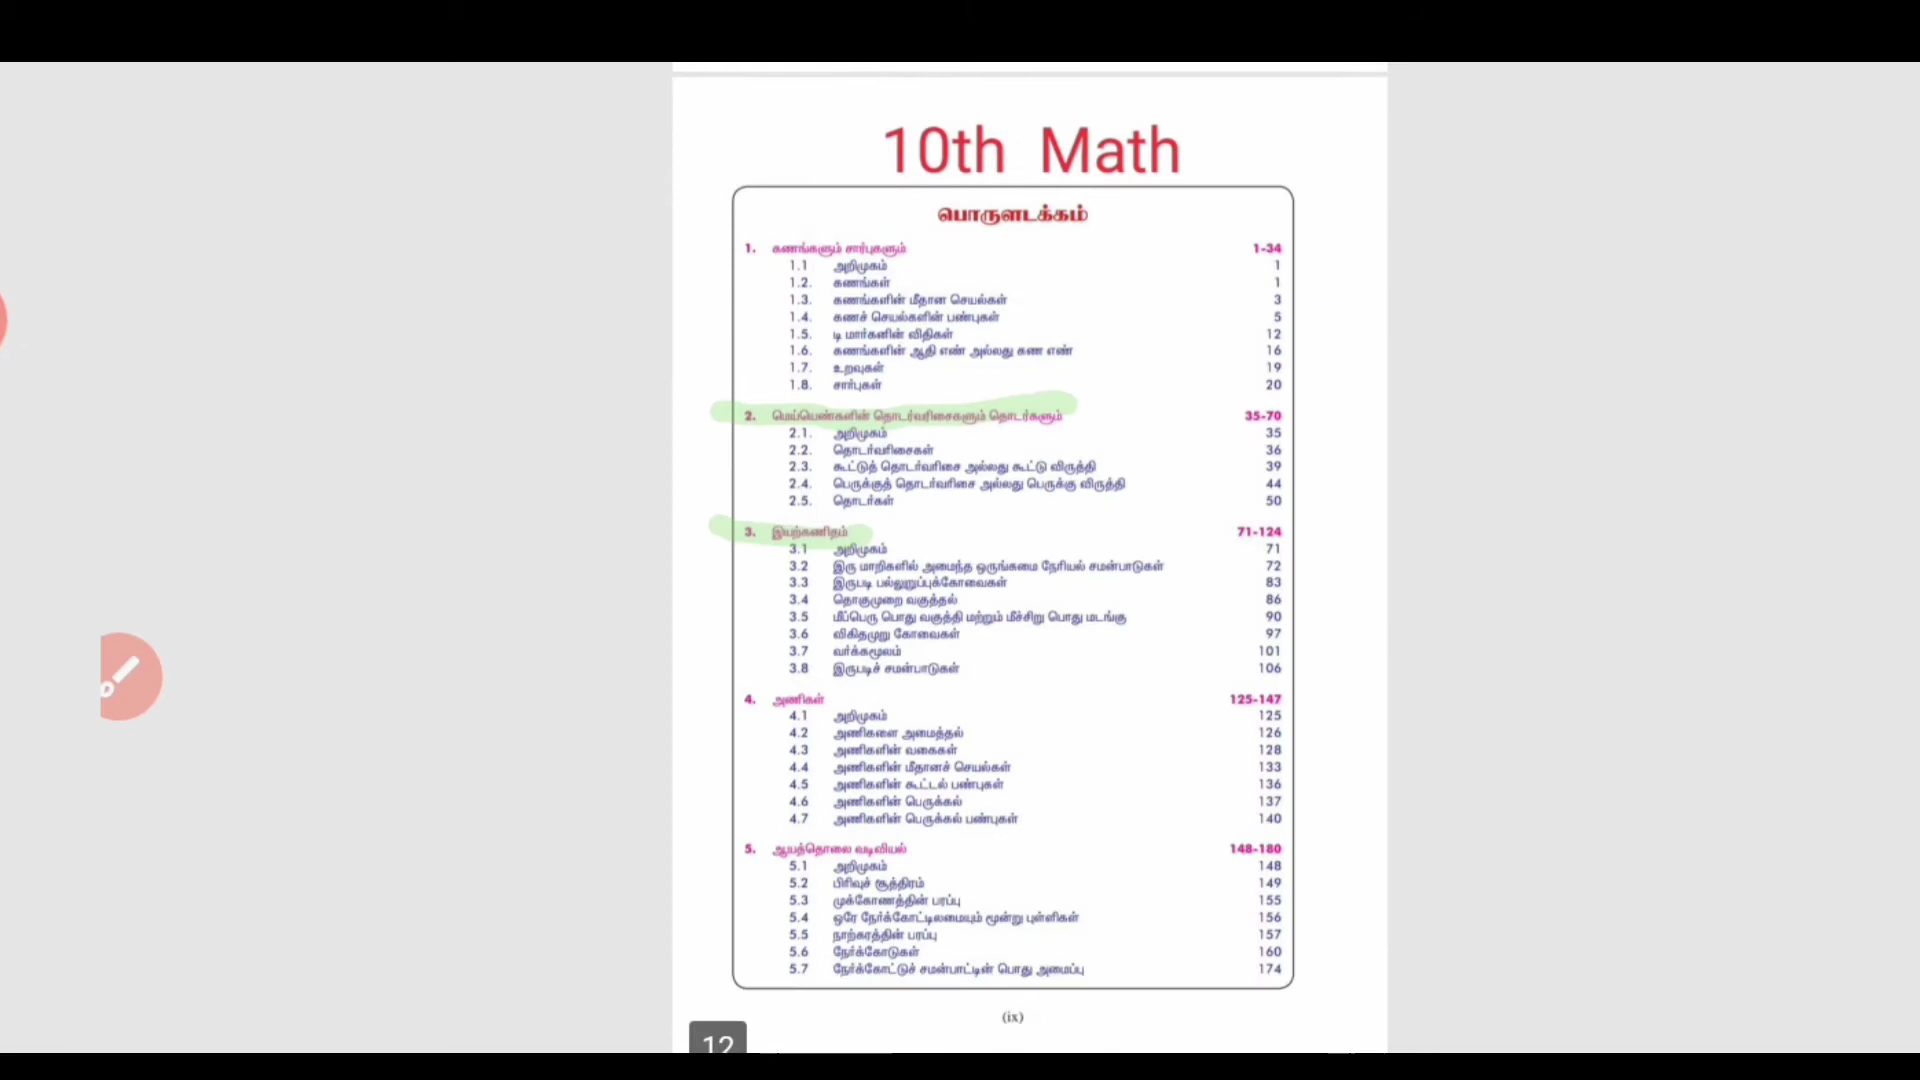 10th Math
பொருளடக்கம்
1. கணங்களும் சார்புகளும் 1-34
1.1 அறிமுகம் 1
1.2. கணங்கள் 1
1.3. கணங்களின் மீதான செயல்கள் 3
1.4. கணச் செயல்களின் பண்புகள் 5
1.5. டி மார்கனின் விதிகள் 12
1.6. கணங்களின் ஆதி எண் அல்லது கண எண் 16
1.7. உறவுகள் 19
1.8. சார்புகள் 20
2. மெய்யெண்களின் தொடர்வரிசைகளும் தொடர்களும் 35-70
2.1. அறிமுகம் 35
2.2. தொடர்வரிசைகள் 36
2.3. கூட்டுத் தொடர்வரிசை அல்லது கூட்டு விருத்தி 39
2.4. பெருக்குத் தொடர்வரிசை அல்லது பெருக்கு விருத்தி 44
2.5. தொடர்கள் 50
3. இயற்கணிதம் 71-124
3.1 அறிமுகம் 71
3.2 இரு மாறிகளில் அமைந்த ஒருங்கமை நேரியல் சமன்பாடுகள் 72
3.3 இருபடி பல்லுறுப்புக்கோவைகள் 83
3.4 தொகுமுறை வகுத்தல் 86
3.5 மீப்பெரு பொது வகுத்தி மற்றும் மீச்சிறு பொது மடங்கு 90
3.6 விகிதமுறு கோவைகள் 97
3.7 வர்க்கமூலம் 101
3.8 இருபடிச் சமன்பாடுகள் 106
4. அணிகள் 125-147
4.1 அறிமுகம் 125
4.2 அணிகளை அமைத்தல் 126
4.3 அணிகளின் வகைகள் 128
4.4 அணிகளின் மீதானச் செயல்கள் 133
4.5 அணிகளின் கூட்டல் பண்புகள் 136
4.6 அணிகளின் பெருக்கல் 137
4.7 அணிகளின் பெருக்கல் பண்புகள் 140
5. ஆயத்தொலை வடிவியல் 148-180
5.1 அறிமுகம் 148
5.2 பிரிவுச் சூத்திரம் 149
5.3 முக்கோணத்தின் பரப்பு 155
5.4 ஒரே நேர்க்கோட்டிலமையும் மூன்று புள்ளிகள் 156
5.5 நாற்கரத்தின் பரப்பு 157
5.6 நேர்க்கோடுகள் 160
5.7 நேர்க்கோட்டுச் சமன்பாட்டின் பொது அமைப்பு 174
(ix)
12